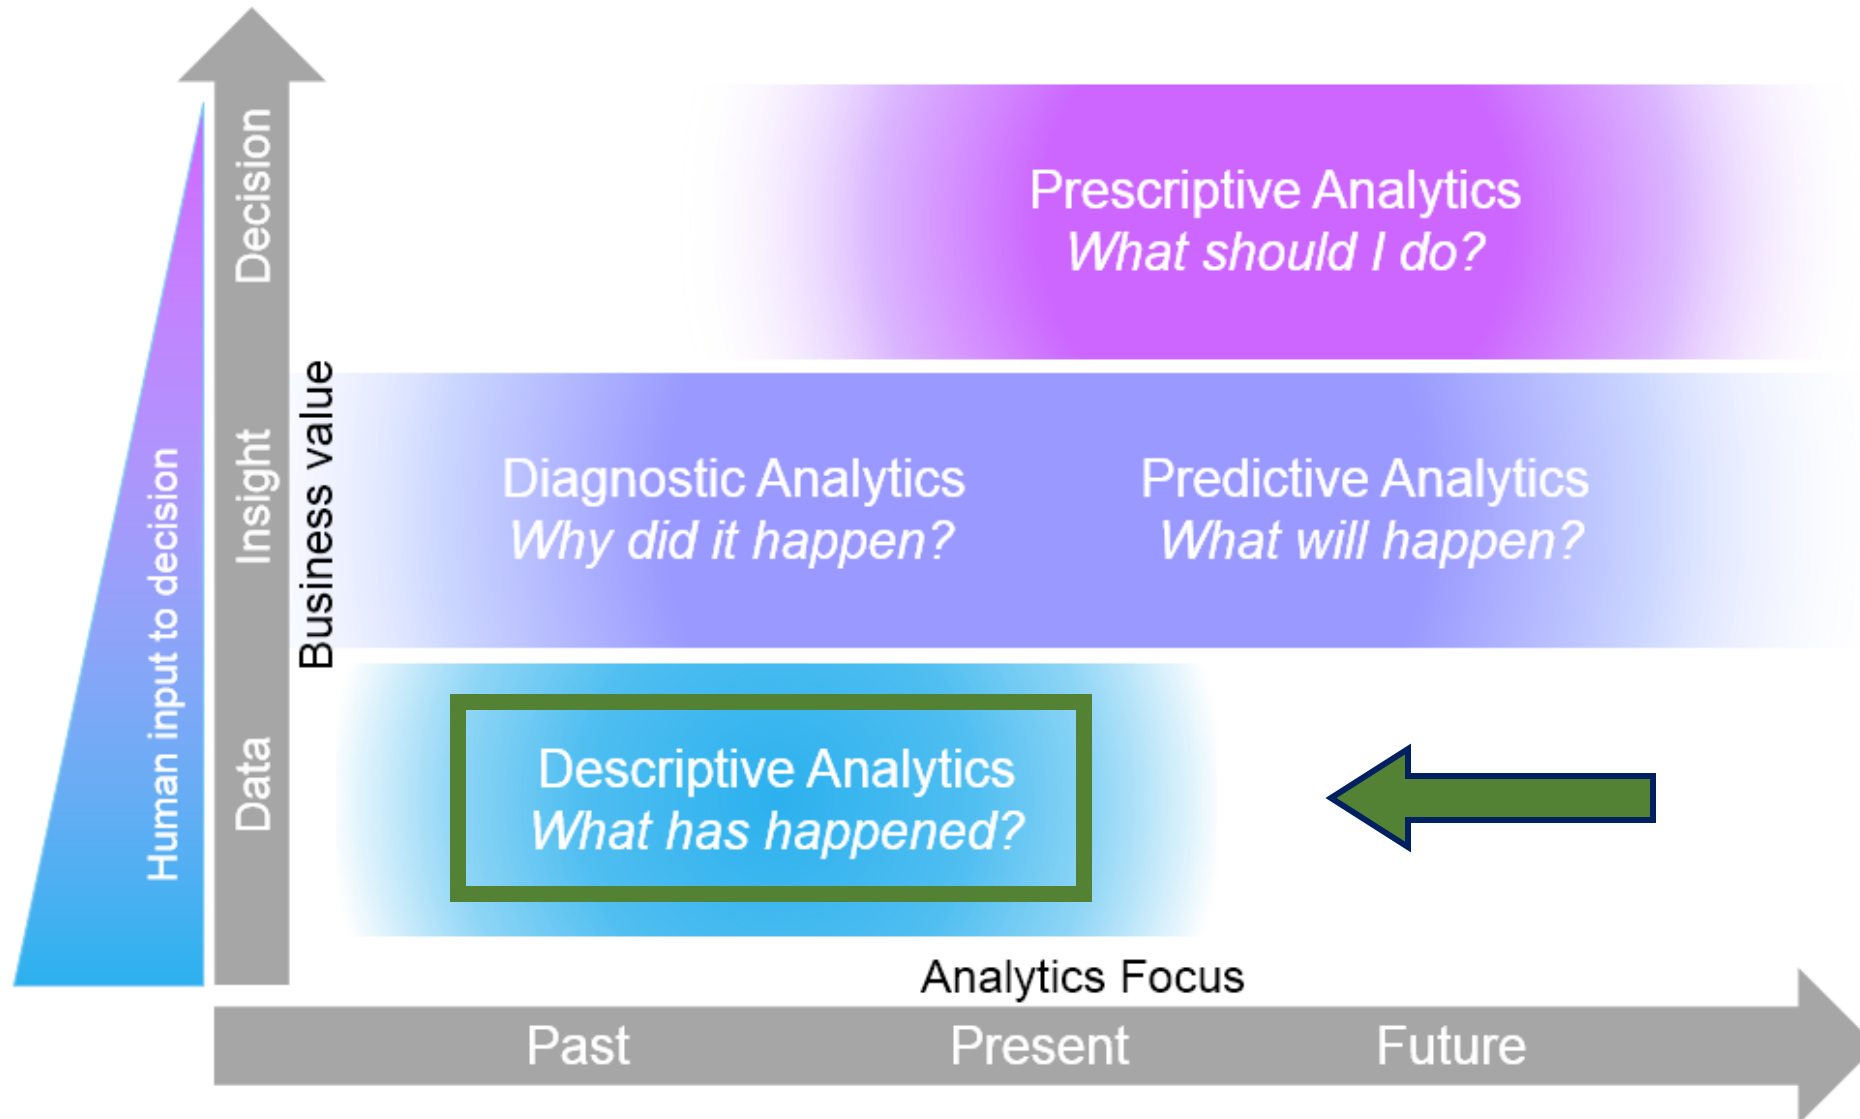 Human input to decision
Decision
Insight
Data
Business value
Prescriptive Analytics
What should I do?
Diagnostic Analytics
Why did it happen?
Predictive Analytics
What will happen?
Descriptive Analytics
What has happened?
Analytics Focus
Past
Present
Future